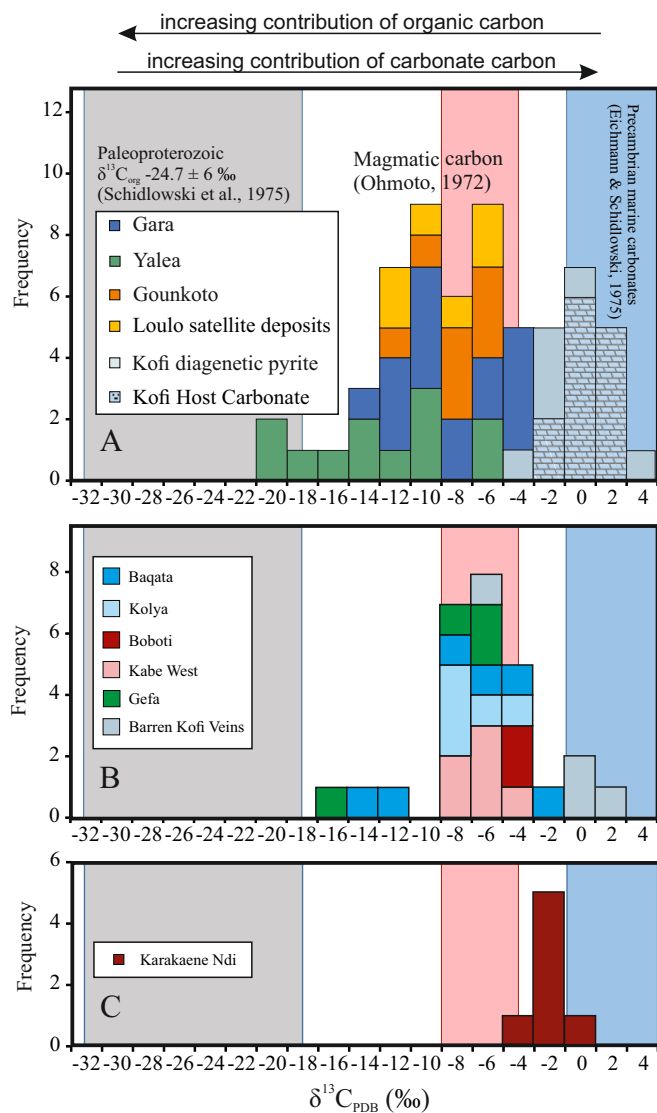 increasing contribution of organic carbon
increasing contribution of carbonate carbon
12
10
8
6
4
2
0
Frequency
Paleoproterozoic
δ¹³C_org -24.7 ± 6 ‰
(Schidlowski et al., 1975)
Magmatic carbon
(Ohmoto, 1972)
Precambrian marine carbonates
(Eichmann & Schidlowski, 1975)
Gara
Yalea
Gounkoto
Loulo satellite deposits
Kofi diagenetic pyrite
Kofi Host Carbonate
A
-32 -30 -28 -26 -24 -22 -20 -18 -16 -14 -12 -10 -8 -6 -4 -2 0 2 4
8
6
4
2
0
Frequency
Baqata
Kolya
Boboti
Kabe West
Gefa
Barren Kofi Veins
B
-32 -30 -28 -26 -24 -22 -20 -18 -16 -14 -12 -10 -8 -6 -4 -2 0 2 4
6
4
2
0
Frequency
Karakaene Ndi
C
-32 -30 -28 -26 -24 -22 -20 -18 -16 -14 -12 -10 -8 -6 -4 -2 0 2 4
δ¹³C_PDB (‰)